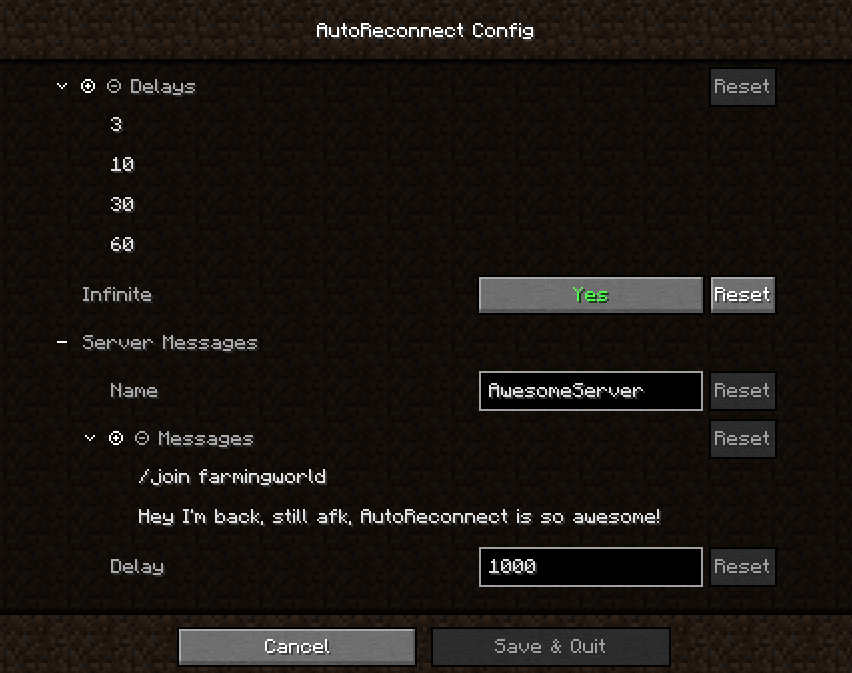 AutoReconnect Config
Delays Reset
3
10
30
60
Infinite Yes Reset
Server Messages
Name AwesomeServer Reset
Messages Reset
/join farmingworld
Hey I'm back, still afk, AutoReconnect is so awesome!
Delay 1000 Reset
Cancel Save & Quit